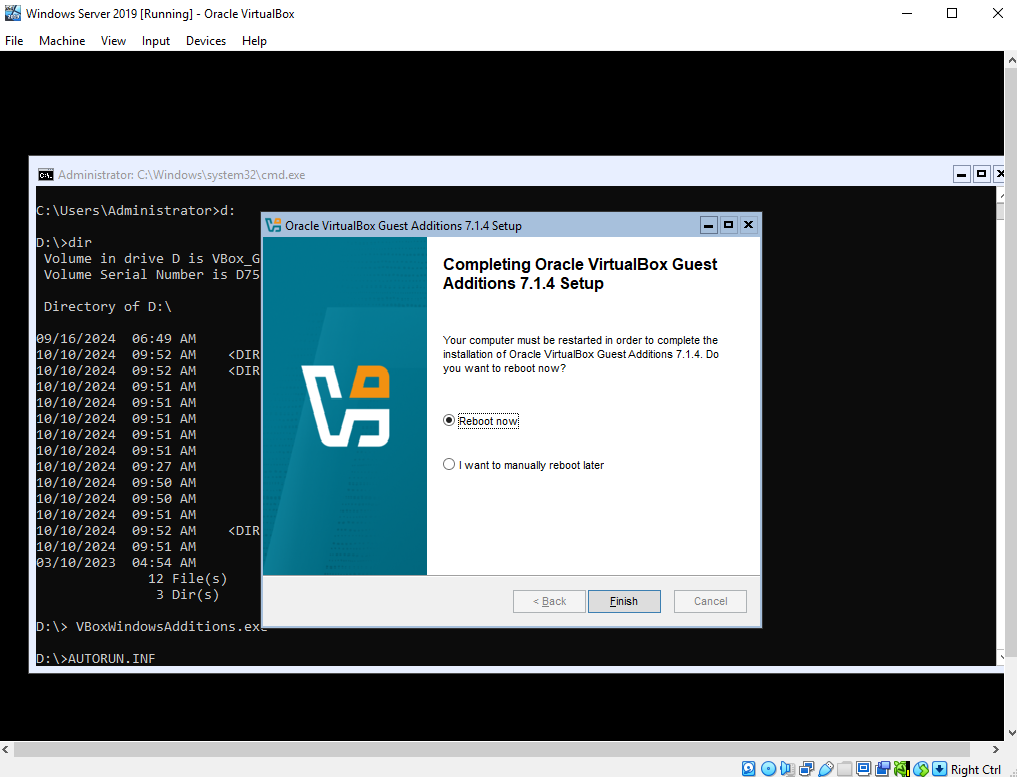 Windows Server 2019 [Running] - Oracle VirtualBox
File Machine View Input Devices Help
Administrator: C:\Windows\system32\cmd.exe
C:\Users\Administrator>d:
D:\>dir
Volume in drive D is VBox_G
Volume Serial Number is D75
Directory of D:\
09/16/2024 06:49 AM
10/10/2024 09:52 AM <DIR
10/10/2024 09:52 AM <DIR
10/10/2024 09:51 AM
10/10/2024 09:51 AM
10/10/2024 09:51 AM
10/10/2024 09:51 AM
10/10/2024 09:51 AM
10/10/2024 09:27 AM
10/10/2024 09:50 AM
10/10/2024 09:50 AM
10/10/2024 09:51 AM
10/10/2024 09:52 AM <DIR
10/10/2024 09:51 AM
03/10/2023 04:54 AM
12 File(s)
3 Dir(s)
D:\> VBoxWindowsAdditions.exe
D:\>AUTORUN.INF
Oracle VirtualBox Guest Additions 7.1.4 Setup
Completing Oracle VirtualBox Guest
Additions 7.1.4 Setup
Your computer must be restarted in order to complete the
installation of Oracle VirtualBox Guest Additions 7.1.4. Do
you want to reboot now?
Reboot now
I want to manually reboot later
< Back Finish Cancel
Right Ctrl